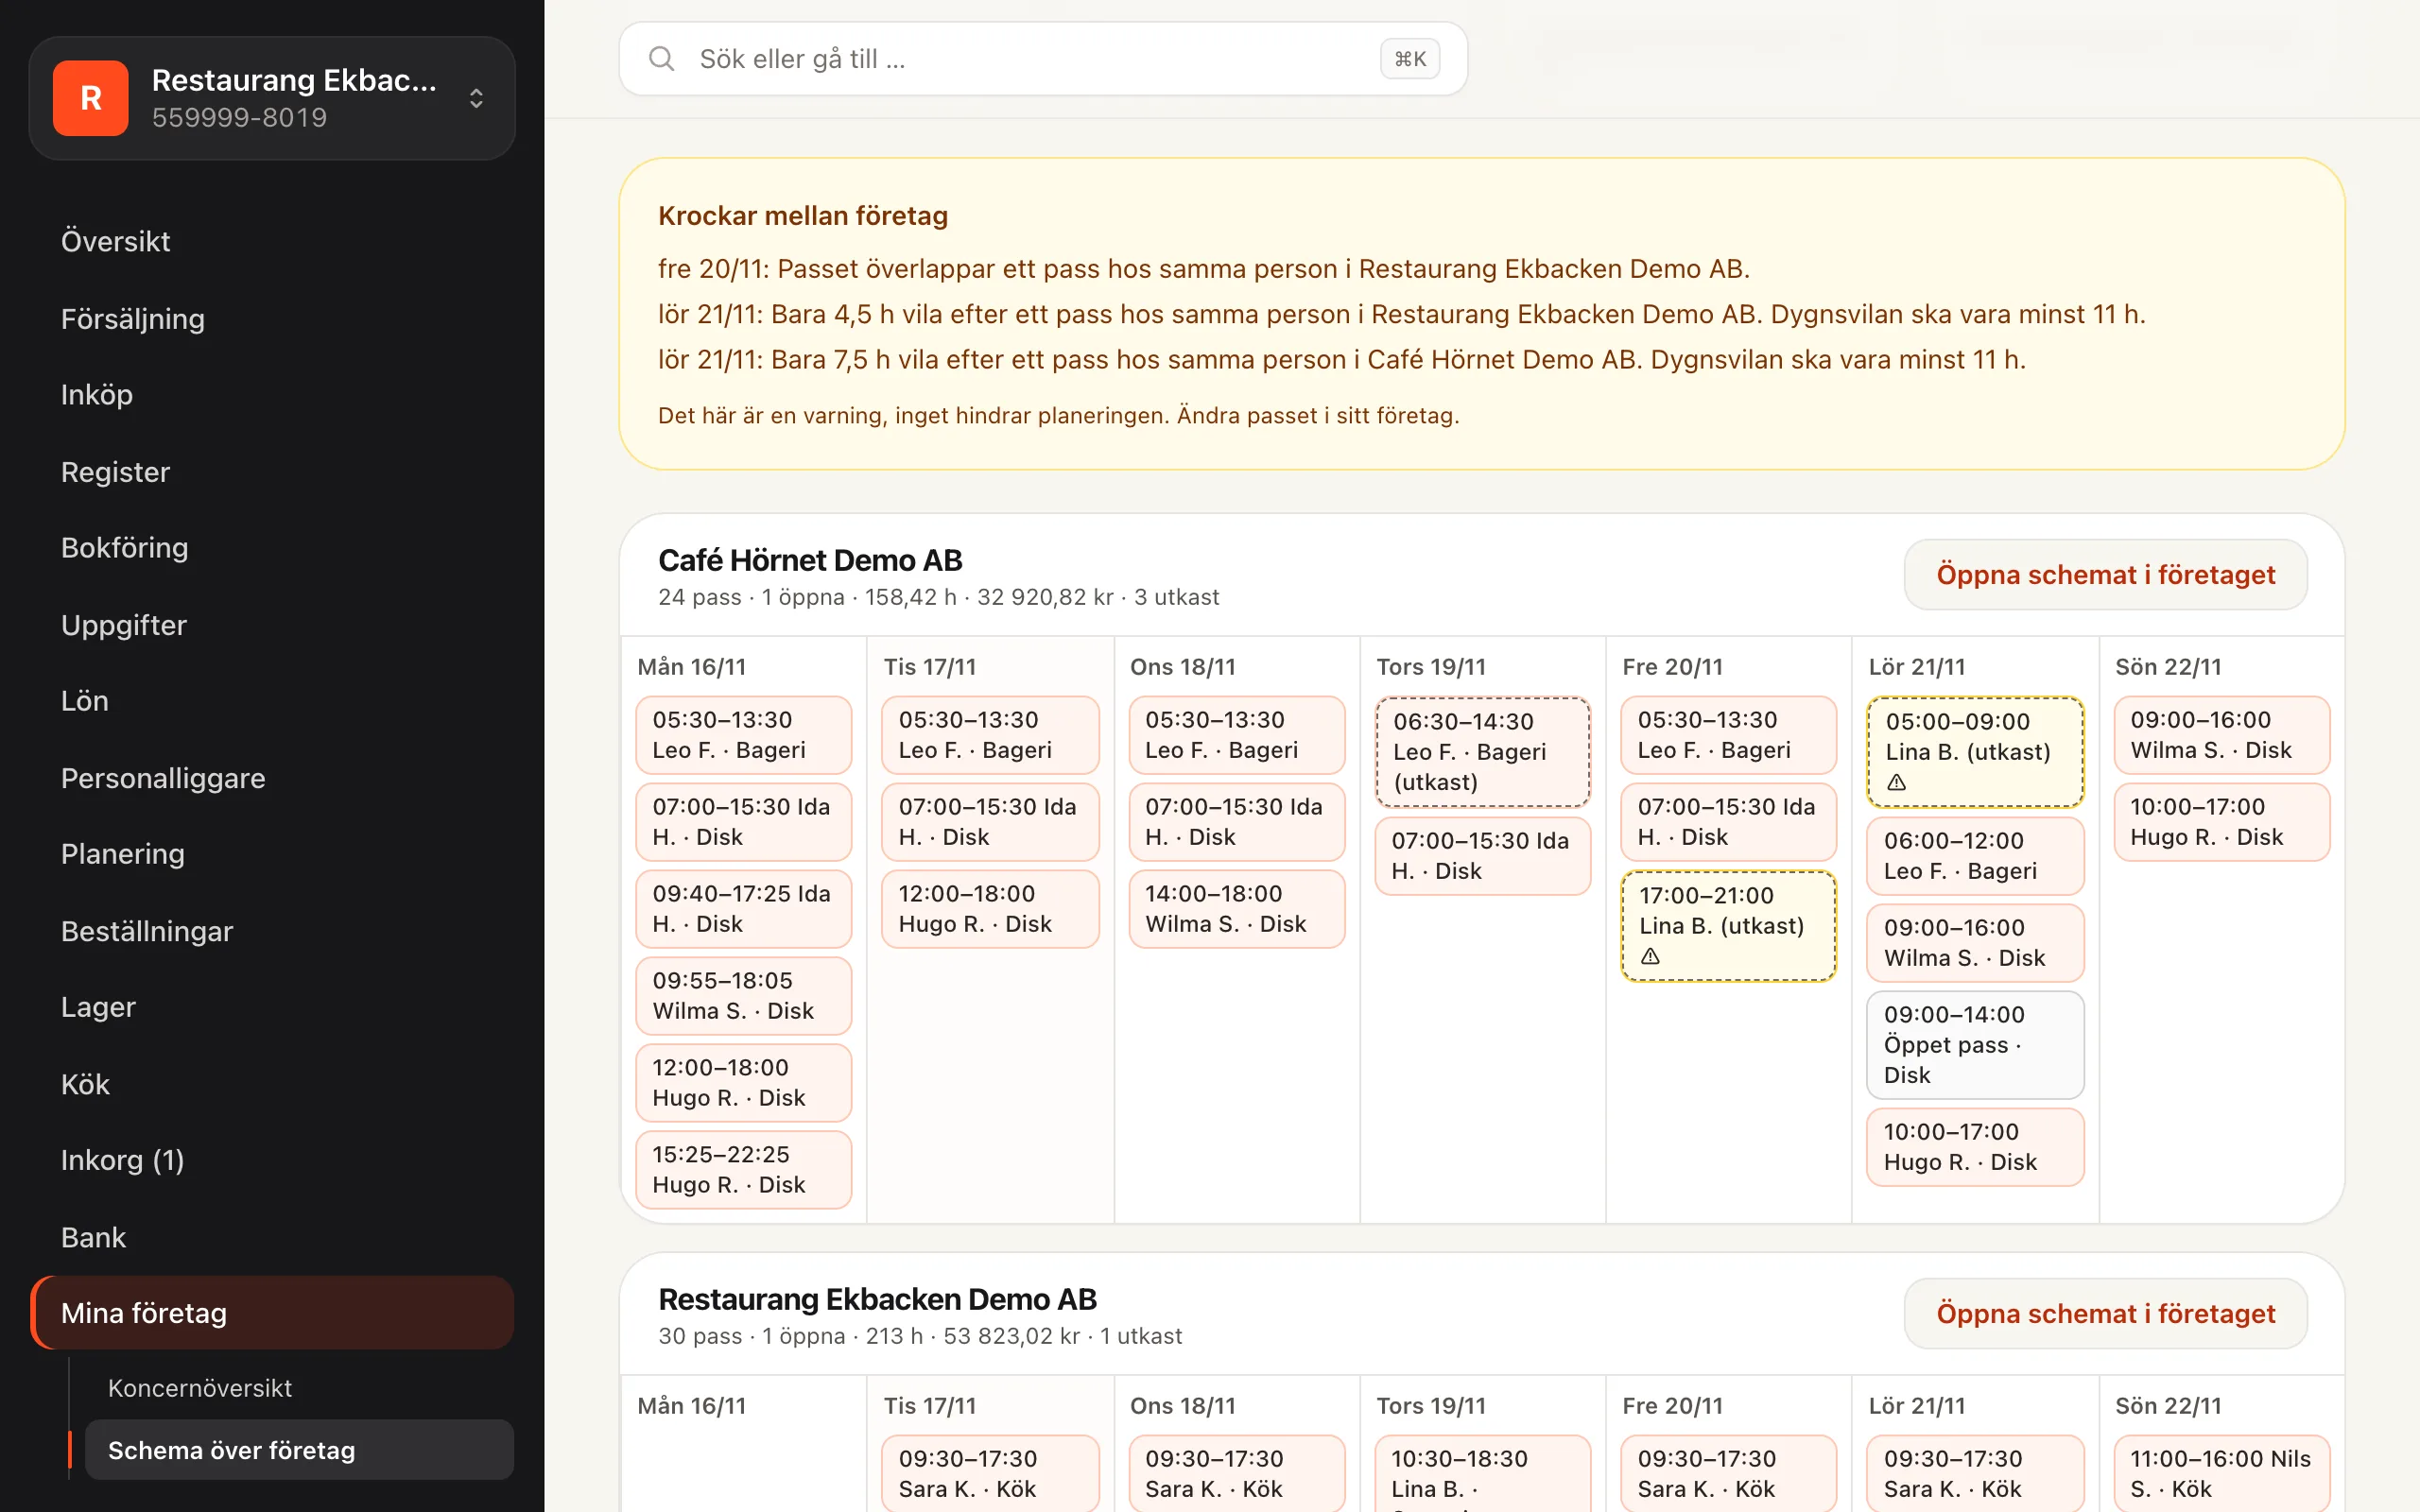 R
Restaurang Ekbac...
559999-8019
Översikt
Försäljning
Inköp
Register
Bokföring
Uppgifter
Lön
Personalliggare
Planering
Beställningar
Lager
Kök
Inkorg (1)
Bank
Mina företag
Koncernöversikt
Schema över företag
Sök eller gå till ...
⌘K
Krockar mellan företag
fre 20/11: Passet överlappar ett pass hos samma person i Restaurang Ekbacken Demo AB.
lör 21/11: Bara 4,5 h vila efter ett pass hos samma person i Restaurang Ekbacken Demo AB. Dygnsvilan ska vara minst 11 h.
lör 21/11: Bara 7,5 h vila efter ett pass hos samma person i Café Hörnet Demo AB. Dygnsvilan ska vara minst 11 h.
Det här är en varning, inget hindrar planeringen. Ändra passet i sitt företag.
Café Hörnet Demo AB
24 pass · 1 öppna · 158,42 h · 32 920,82 kr · 3 utkast
Öppna schemat i företaget
Mån 16/11
05:30–13:30
Leo F. · Bageri
07:00–15:30 Ida
H. · Disk
09:40–17:25 Ida
H. · Disk
09:55–18:05
Wilma S. · Disk
12:00–18:00
Hugo R. · Disk
15:25–22:25
Hugo R. · Disk
Tis 17/11
05:30–13:30
Leo F. · Bageri
07:00–15:30 Ida
H. · Disk
12:00–18:00
Hugo R. · Disk
Ons 18/11
05:30–13:30
Leo F. · Bageri
07:00–15:30 Ida
H. · Disk
14:00–18:00
Wilma S. · Disk
Tors 19/11
06:30–14:30
Leo F. · Bageri
(utkast)
07:00–15:30 Ida
H. · Disk
Fre 20/11
05:30–13:30
Leo F. · Bageri
07:00–15:30 Ida
H. · Disk
17:00–21:00
Lina B. (utkast)
⚠
Lör 21/11
05:00–09:00
Lina B. (utkast)
⚠
06:00–12:00
Leo F. · Bageri
09:00–16:00
Wilma S. · Disk
09:00–14:00
Öppet pass ·
Disk
10:00–17:00
Hugo R. · Disk
Sön 22/11
09:00–16:00
Wilma S. · Disk
10:00–17:00
Hugo R. · Disk
Restaurang Ekbacken Demo AB
30 pass · 1 öppna · 213 h · 53 823,02 kr · 1 utkast
Öppna schemat i företaget
Mån 16/11
Tis 17/11
09:30–17:30
Sara K. · Kök
Ons 18/11
09:30–17:30
Sara K. · Kök
Tors 19/11
10:30–18:30
Lina B. ·
Fre 20/11
09:30–17:30
Sara K. · Kök
Lör 21/11
09:30–17:30
Sara K. · Kök
Sön 22/11
11:00–16:00 Nils
S. · Kök